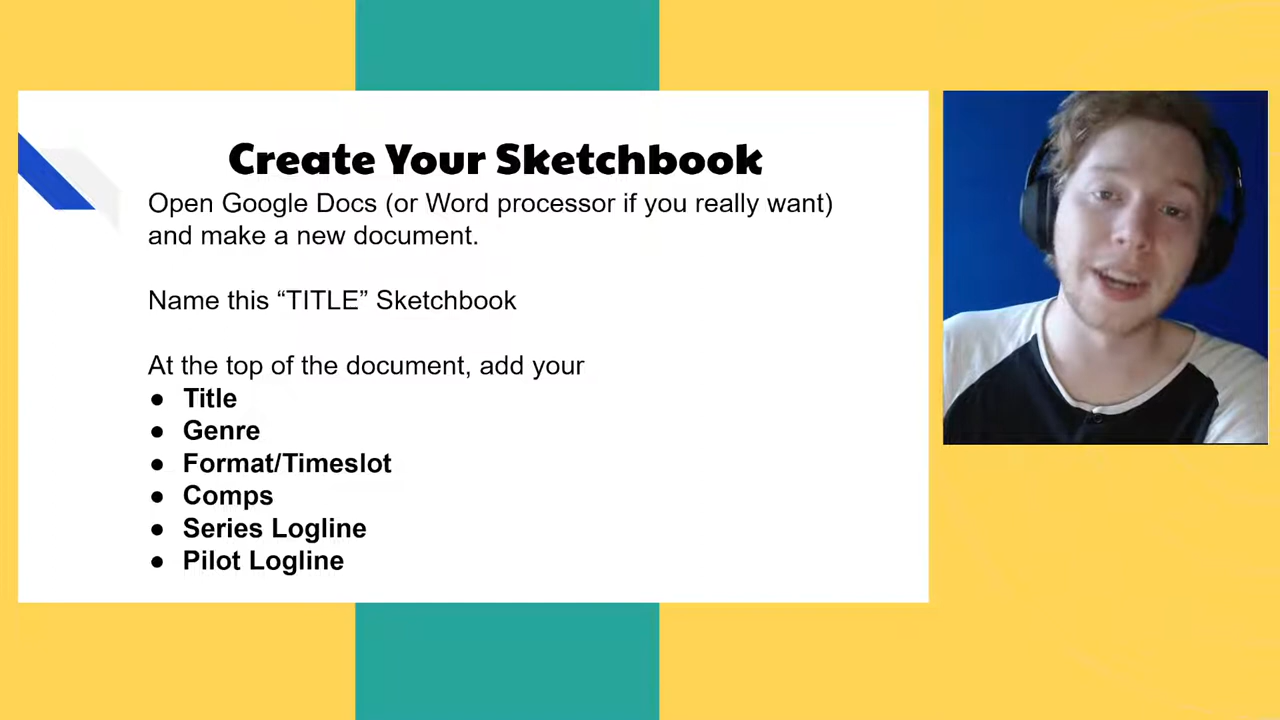 Create Your Sketchbook
Open Google Docs (or Word processor if you really want)
and make a new document.
Name this “TITLE” Sketchbook
At the top of the document, add your
● Title
● Genre
● Format/Timeslot
● Comps
● Series Logline
● Pilot Logline